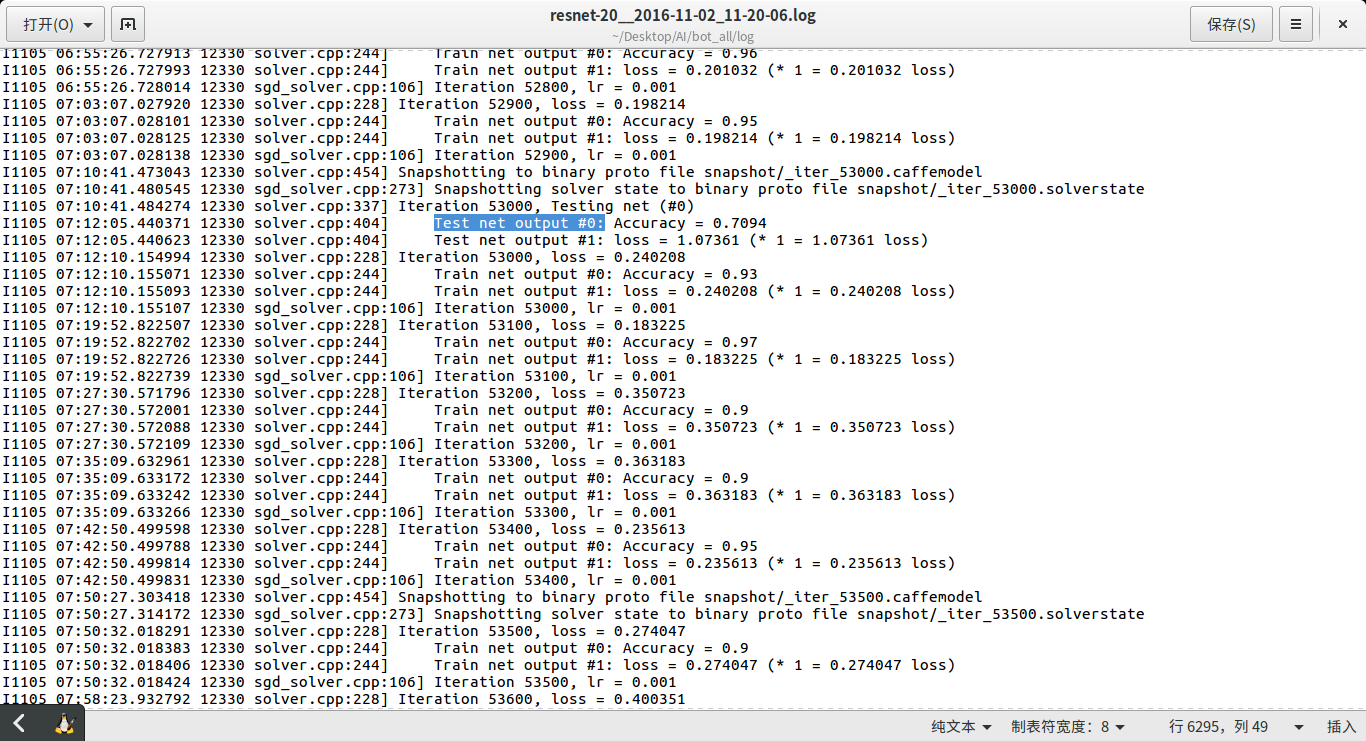 打开(O)
resnet-20__2016-11-02_11-20-06.log
~/Desktop/AI/bot_all/log
保存(S)
I1105 06:55:26.727913 12330 solver.cpp:244]     Train net output #0: Accuracy = 0.96
I1105 06:55:26.727993 12330 solver.cpp:244]     Train net output #1: loss = 0.201032 (* 1 = 0.201032 loss)
I1105 06:55:26.728014 12330 sgd_solver.cpp:106] Iteration 52800, lr = 0.001
I1105 07:03:07.027920 12330 solver.cpp:228] Iteration 52900, loss = 0.198214
I1105 07:03:07.028101 12330 solver.cpp:244]     Train net output #0: Accuracy = 0.95
I1105 07:03:07.028125 12330 solver.cpp:244]     Train net output #1: loss = 0.198214 (* 1 = 0.198214 loss)
I1105 07:03:07.028138 12330 sgd_solver.cpp:106] Iteration 52900, lr = 0.001
I1105 07:10:41.473043 12330 solver.cpp:454] Snapshotting to binary proto file snapshot/_iter_53000.caffemodel
I1105 07:10:41.480545 12330 sgd_solver.cpp:273] Snapshotting solver state to binary proto file snapshot/_iter_53000.solverstate
I1105 07:10:41.484274 12330 solver.cpp:337] Iteration 53000, Testing net (#0)
I1105 07:12:05.440371 12330 solver.cpp:404]     Test net output #0: Accuracy = 0.7094
I1105 07:12:05.440623 12330 solver.cpp:404]     Test net output #1: loss = 1.07361 (* 1 = 1.07361 loss)
I1105 07:12:10.154994 12330 solver.cpp:228] Iteration 53000, loss = 0.240208
I1105 07:12:10.155071 12330 solver.cpp:244]     Train net output #0: Accuracy = 0.93
I1105 07:12:10.155093 12330 solver.cpp:244]     Train net output #1: loss = 0.240208 (* 1 = 0.240208 loss)
I1105 07:12:10.155107 12330 sgd_solver.cpp:106] Iteration 53000, lr = 0.001
I1105 07:19:52.822507 12330 solver.cpp:228] Iteration 53100, loss = 0.183225
I1105 07:19:52.822702 12330 solver.cpp:244]     Train net output #0: Accuracy = 0.97
I1105 07:19:52.822726 12330 solver.cpp:244]     Train net output #1: loss = 0.183225 (* 1 = 0.183225 loss)
I1105 07:19:52.822739 12330 sgd_solver.cpp:106] Iteration 53100, lr = 0.001
I1105 07:27:30.571796 12330 solver.cpp:228] Iteration 53200, loss = 0.350723
I1105 07:27:30.572001 12330 solver.cpp:244]     Train net output #0: Accuracy = 0.9
I1105 07:27:30.572088 12330 solver.cpp:244]     Train net output #1: loss = 0.350723 (* 1 = 0.350723 loss)
I1105 07:27:30.572109 12330 sgd_solver.cpp:106] Iteration 53200, lr = 0.001
I1105 07:35:09.632961 12330 solver.cpp:228] Iteration 53300, loss = 0.363183
I1105 07:35:09.633172 12330 solver.cpp:244]     Train net output #0: Accuracy = 0.9
I1105 07:35:09.633242 12330 solver.cpp:244]     Train net output #1: loss = 0.363183 (* 1 = 0.363183 loss)
I1105 07:35:09.633266 12330 sgd_solver.cpp:106] Iteration 53300, lr = 0.001
I1105 07:42:50.499598 12330 solver.cpp:228] Iteration 53400, loss = 0.235613
I1105 07:42:50.499788 12330 solver.cpp:244]     Train net output #0: Accuracy = 0.95
I1105 07:42:50.499814 12330 solver.cpp:244]     Train net output #1: loss = 0.235613 (* 1 = 0.235613 loss)
I1105 07:42:50.499831 12330 sgd_solver.cpp:106] Iteration 53400, lr = 0.001
I1105 07:50:27.303418 12330 solver.cpp:454] Snapshotting to binary proto file snapshot/_iter_53500.caffemodel
I1105 07:50:27.314172 12330 sgd_solver.cpp:273] Snapshotting solver state to binary proto file snapshot/_iter_53500.solverstate
I1105 07:50:32.018291 12330 solver.cpp:228] Iteration 53500, loss = 0.274047
I1105 07:50:32.018383 12330 solver.cpp:244]     Train net output #0: Accuracy = 0.9
I1105 07:50:32.018406 12330 solver.cpp:244]     Train net output #1: loss = 0.274047 (* 1 = 0.274047 loss)
I1105 07:50:32.018424 12330 sgd_solver.cpp:106] Iteration 53500, lr = 0.001
I1105 07:58:23.932792 12330 solver.cpp:228] Iteration 53600, loss = 0.400351
纯文本 制表符宽度：8 行 6295，列 49 插入